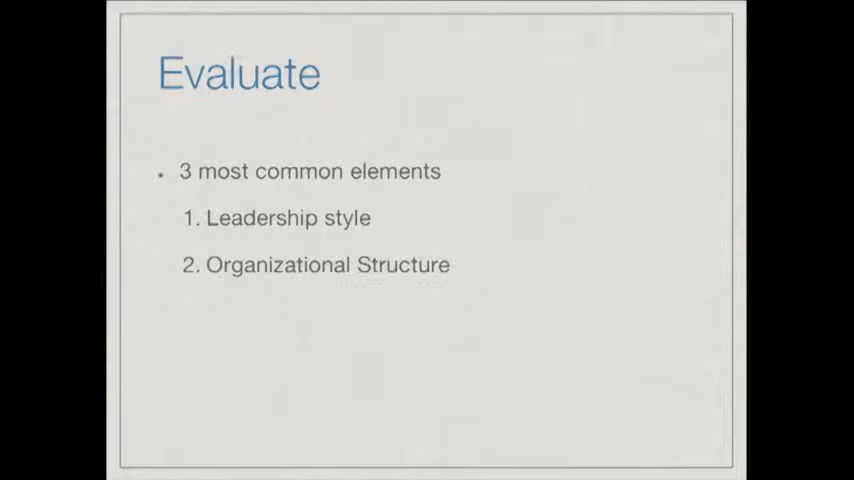 Evaluate
• 3 most common elements
1. Leadership style
2. Organizational Structure